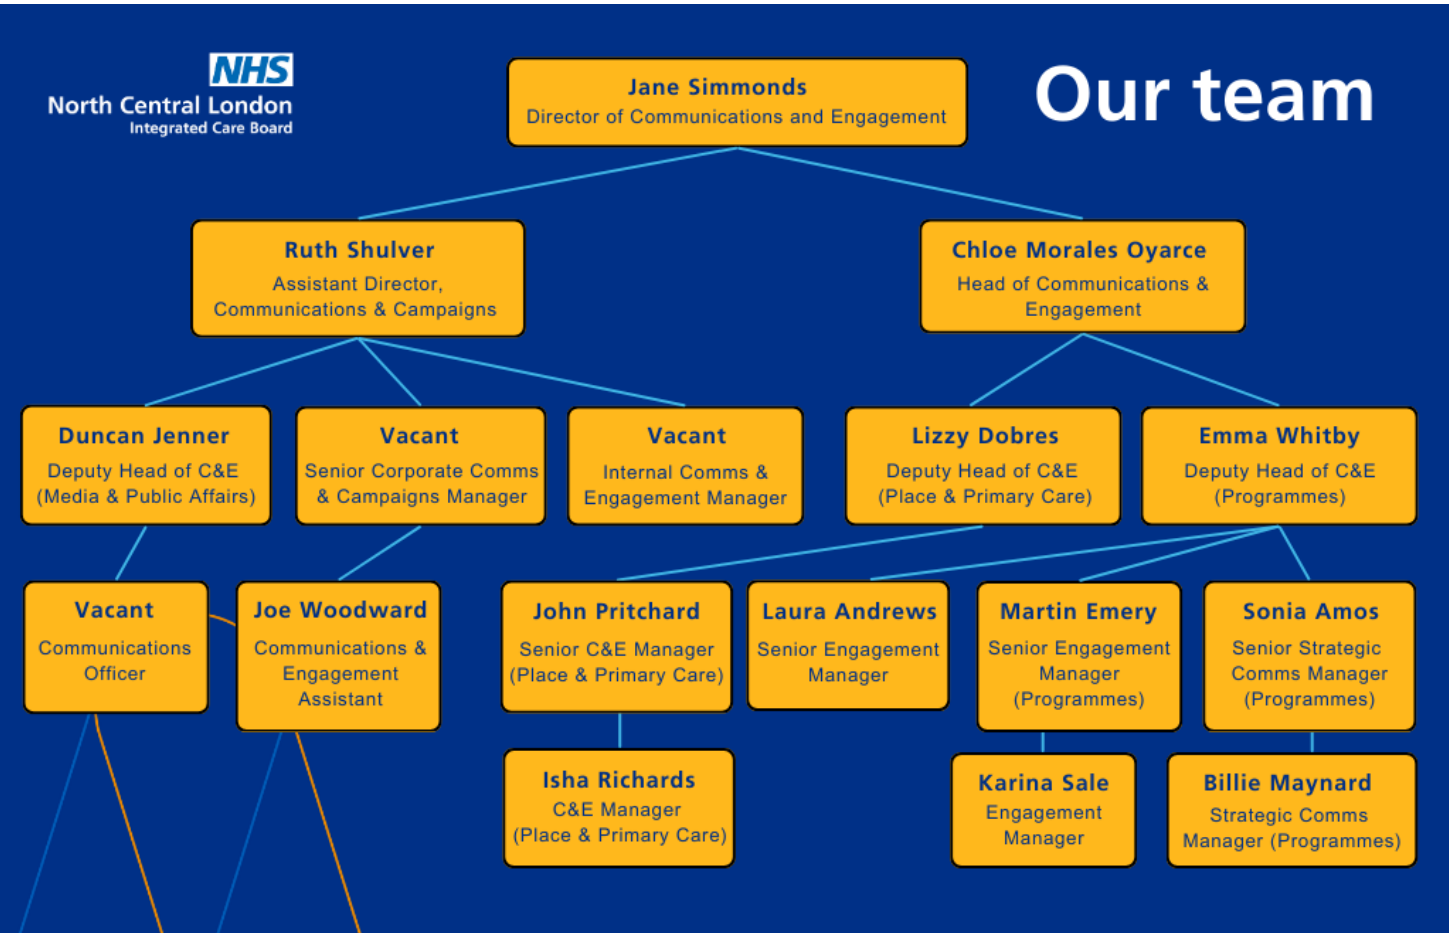 NHS
North Central London
Integrated Care Board
Our team
Jane Simmonds
Director of Communications and Engagement
Ruth Shulver
Assistant Director,
Communications & Campaigns
Chloe Morales Oyarce
Head of Communications &
Engagement
Duncan Jenner
Deputy Head of C&E
(Media & Public Affairs)
Vacant
Senior Corporate Comms
& Campaigns Manager
Vacant
Internal Comms &
Engagement Manager
Lizzy Dobres
Deputy Head of C&E
(Place & Primary Care)
Emma Whitby
Deputy Head of C&E
(Programmes)
Vacant
Communications
Officer
Joe Woodward
Communications &
Engagement
Assistant
John Pritchard
Senior C&E Manager
(Place & Primary Care)
Laura Andrews
Senior Engagement
Manager
Martin Emery
Senior Engagement
Manager
(Programmes)
Sonia Amos
Senior Strategic
Comms Manager
(Programmes)
Isha Richards
C&E Manager
(Place & Primary Care)
Karina Sale
Engagement
Manager
Billie Maynard
Strategic Comms
Manager (Programmes)